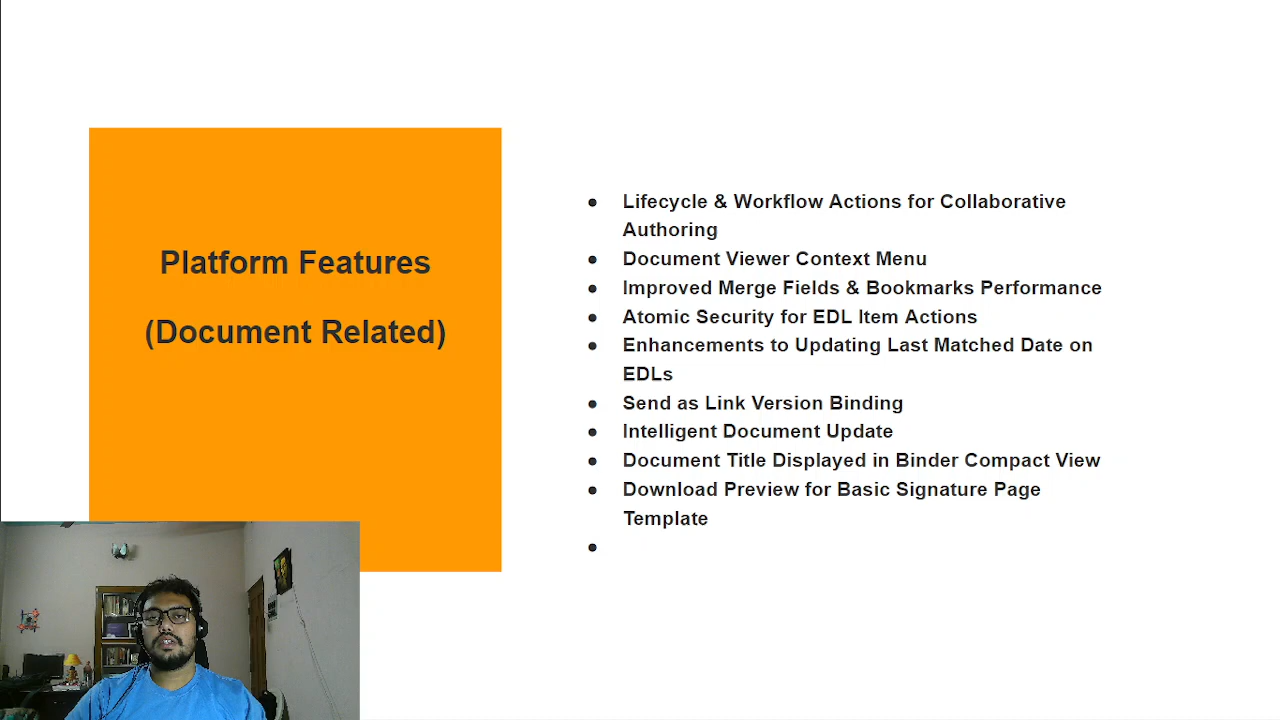 Platform Features
(Document Related)
● Lifecycle & Workflow Actions for Collaborative
Authoring
● Document Viewer Context Menu
● Improved Merge Fields & Bookmarks Performance
● Atomic Security for EDL Item Actions
● Enhancements to Updating Last Matched Date on
EDLs
● Send as Link Version Binding
● Intelligent Document Update
● Document Title Displayed in Binder Compact View
● Download Preview for Basic Signature Page
Template
●